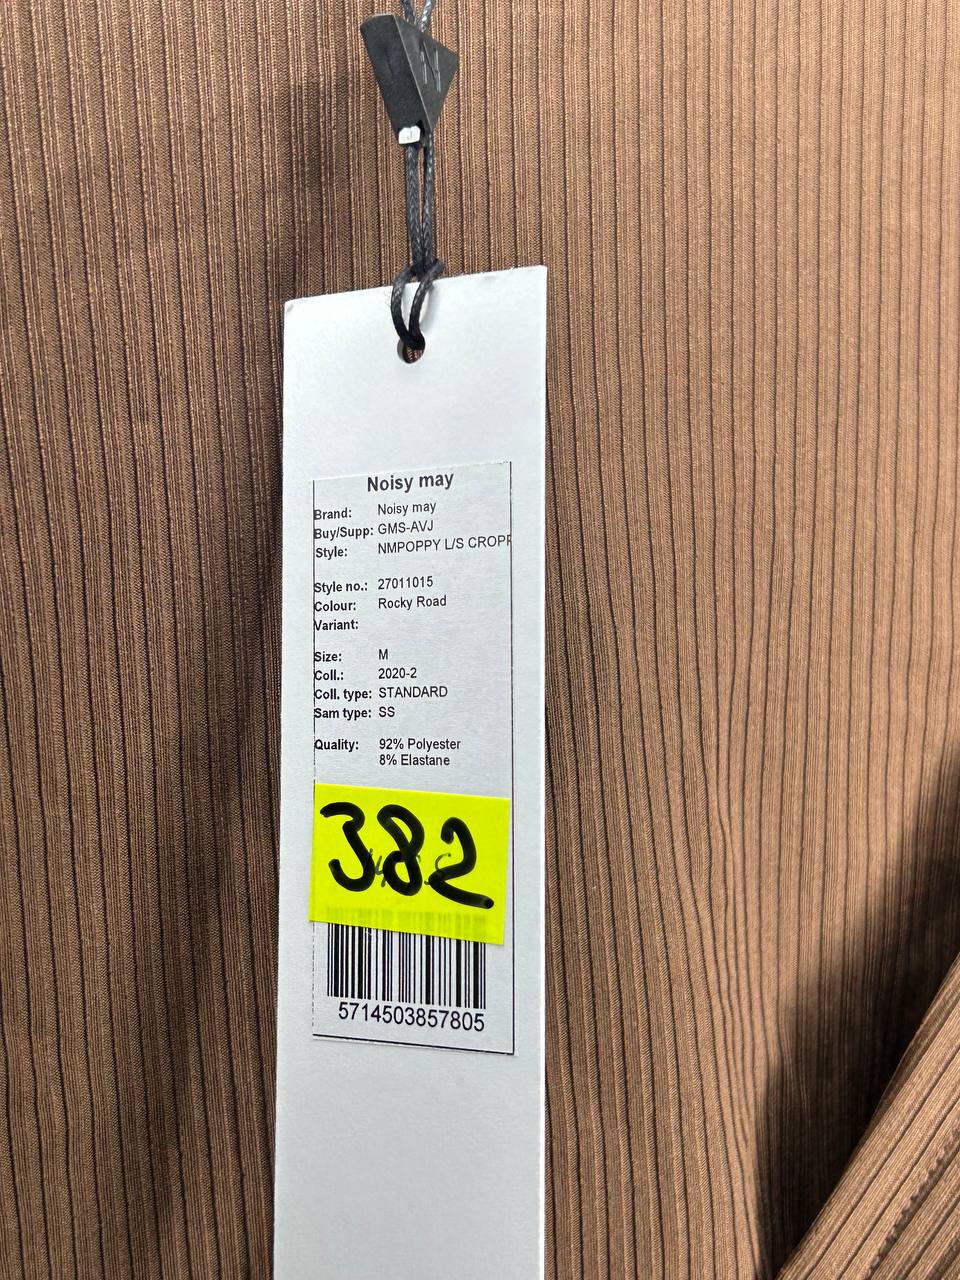 N
Noisy may
Brand: Noisy may
Buy/Supp: GMS-AVJ
Style: NMPOPPY L/S CROPP
Style no.: 27011015
Colour: Rocky Road
Variant:
Size: M
Coll.: 2020-2
Coll. type: STANDARD
Sam type: SS
Quality: 92% Polyester
8% Elastane
382
5714503857805